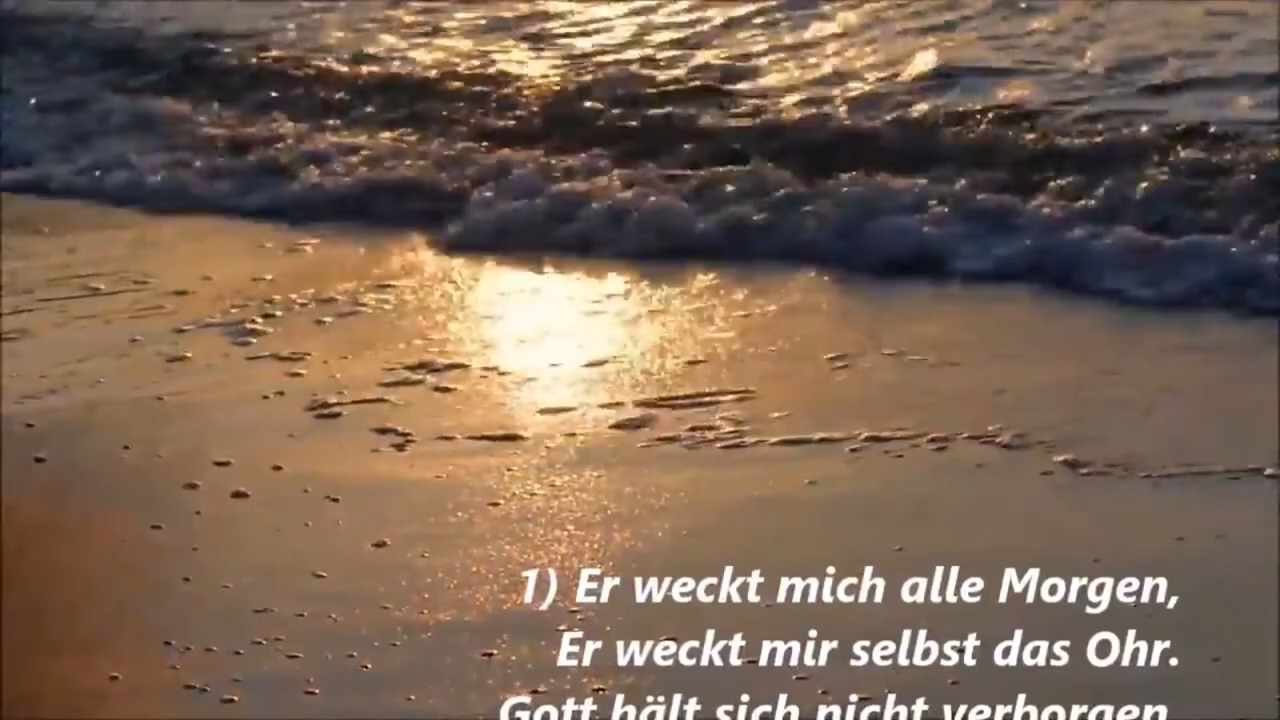 1) Er weckt mich alle Morgen,
Er weckt mir selbst das Ohr.
Gott hält sich nicht verborgen,